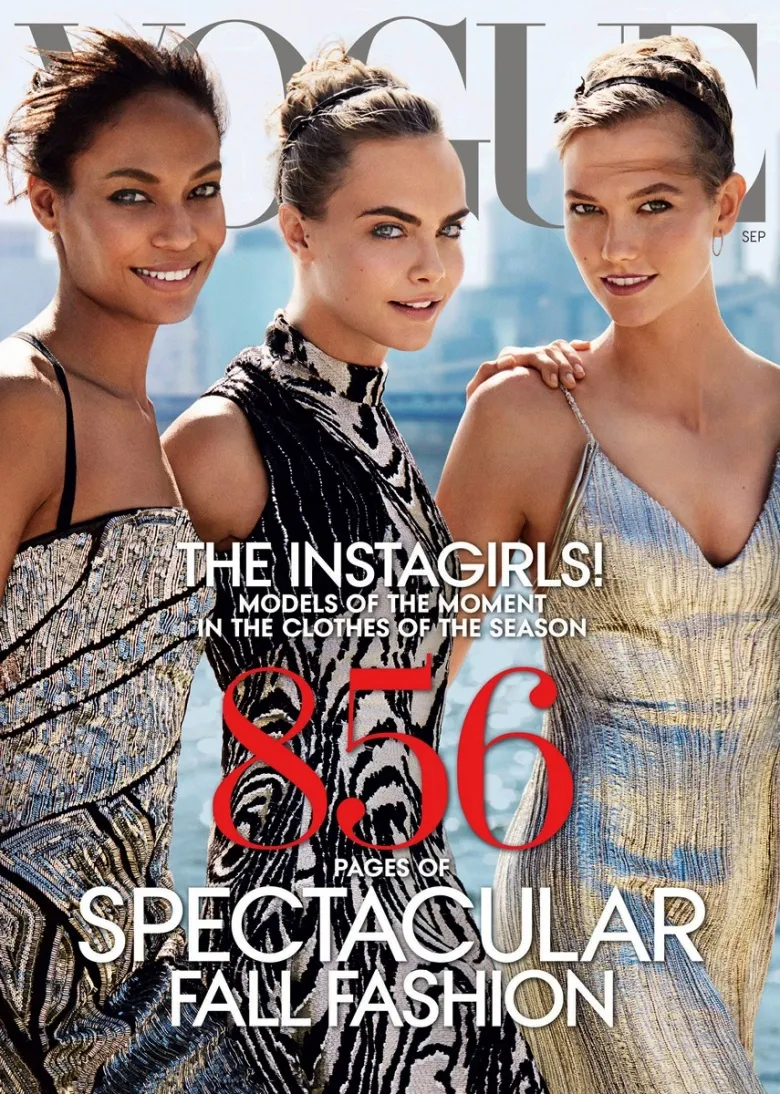 VOGUE
SEP
THE INSTAGIRLS!
MODELS OF THE MOMENT
IN THE CLOTHES OF THE SEASON
856
PAGES OF
SPECTACULAR
FALL FASHION